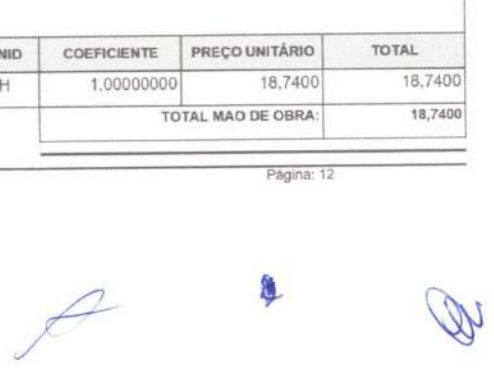 NID COEFICIENTE PREÇO UNITÁRIO TOTAL
H 1,00000000 18,7400 18,7400
TOTAL MAO DE OBRA: 18,7400
Página: 12